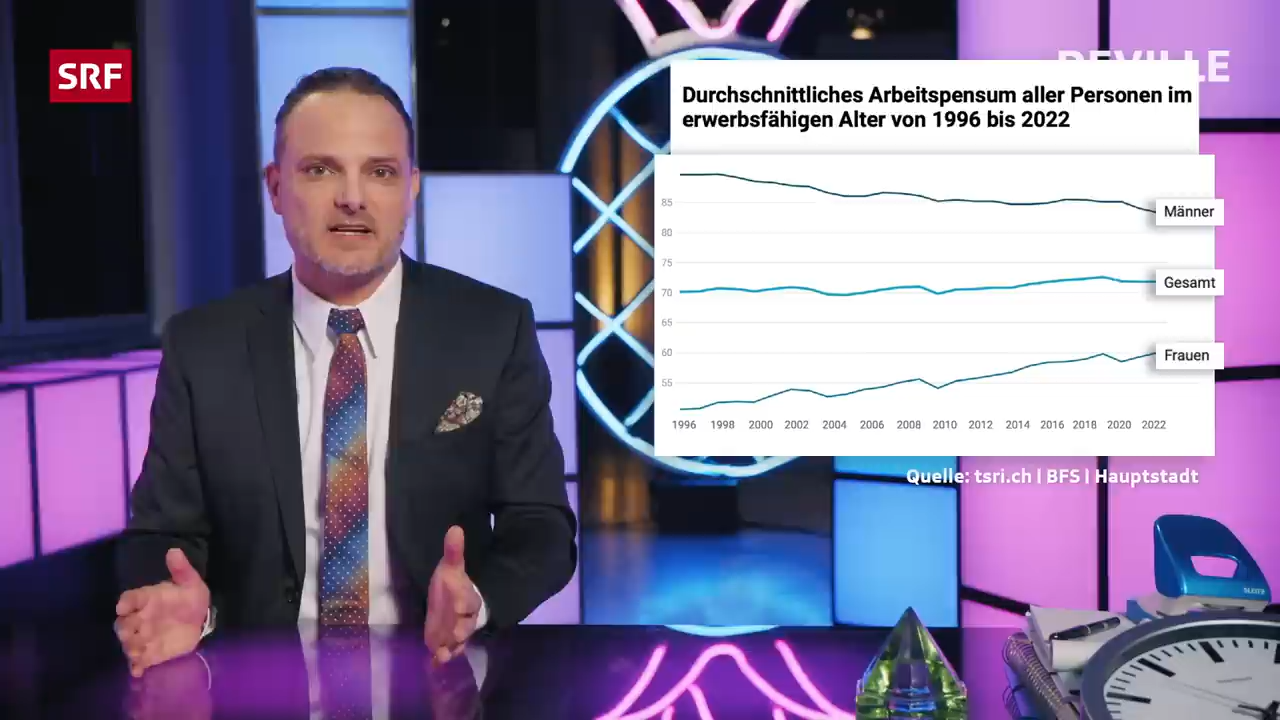 SRF
DEVILLE
Durchschnittliches Arbeitspensum aller Personen im
erwerbsfähigen Alter von 1996 bis 2022
85
Männer
80
75
Gesamt
70
65
60
Frauen
55
1996 1998 2000 2002 2004 2006 2008 2010 2012 2014 2016 2018 2020 2022
Quelle: tsri.ch | BFS | Hauptstadt